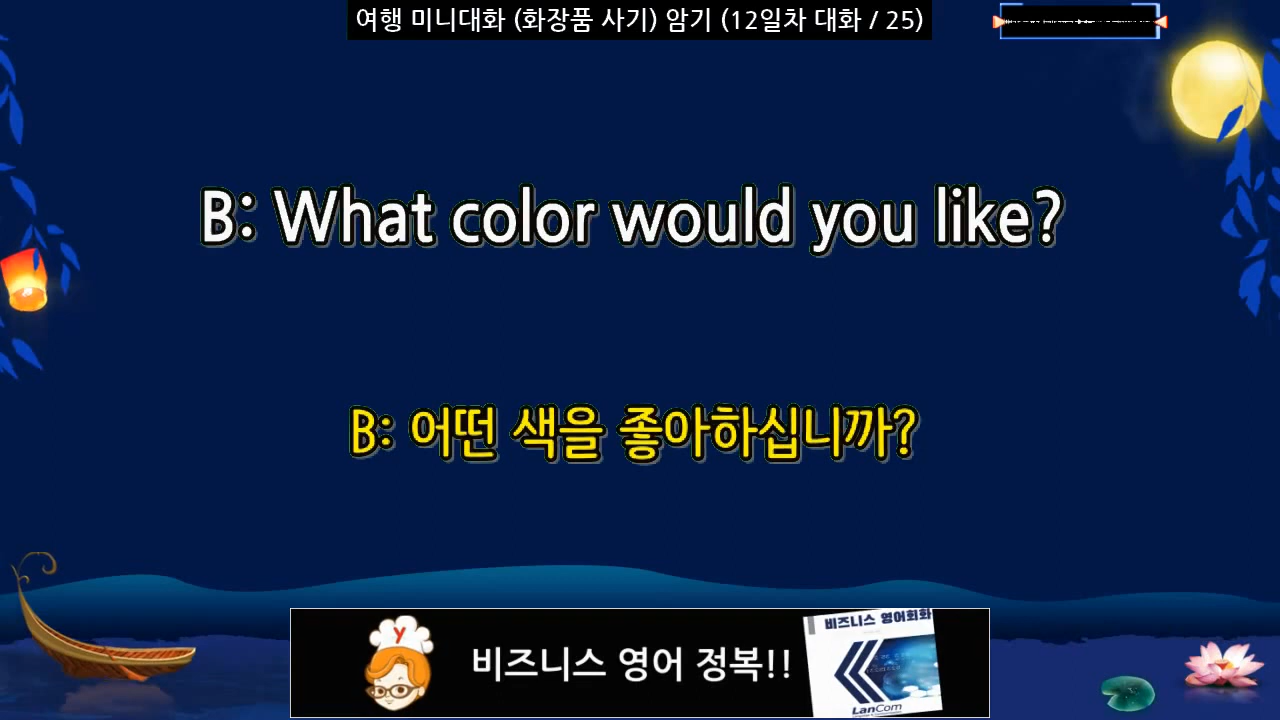 여행 미니대화 (화장품 사기) 암기 (12일차 대화 / 25)
B: What color would you like?
B: 어떤 색을 좋아하십니까?
Y
비즈니스 영어 정복!!
비즈니스 영어회화
LanCom